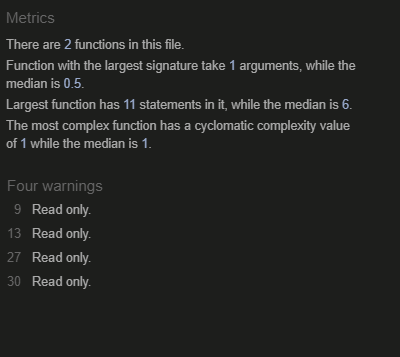 Metrics
There are 2 functions in this file.
Function with the largest signature take 1 arguments, while the
median is 0.5.
Largest function has 11 statements in it, while the median is 6.
The most complex function has a cyclomatic complexity value
of 1 while the median is 1.
Four warnings
9 Read only.
13 Read only.
27 Read only.
30 Read only.